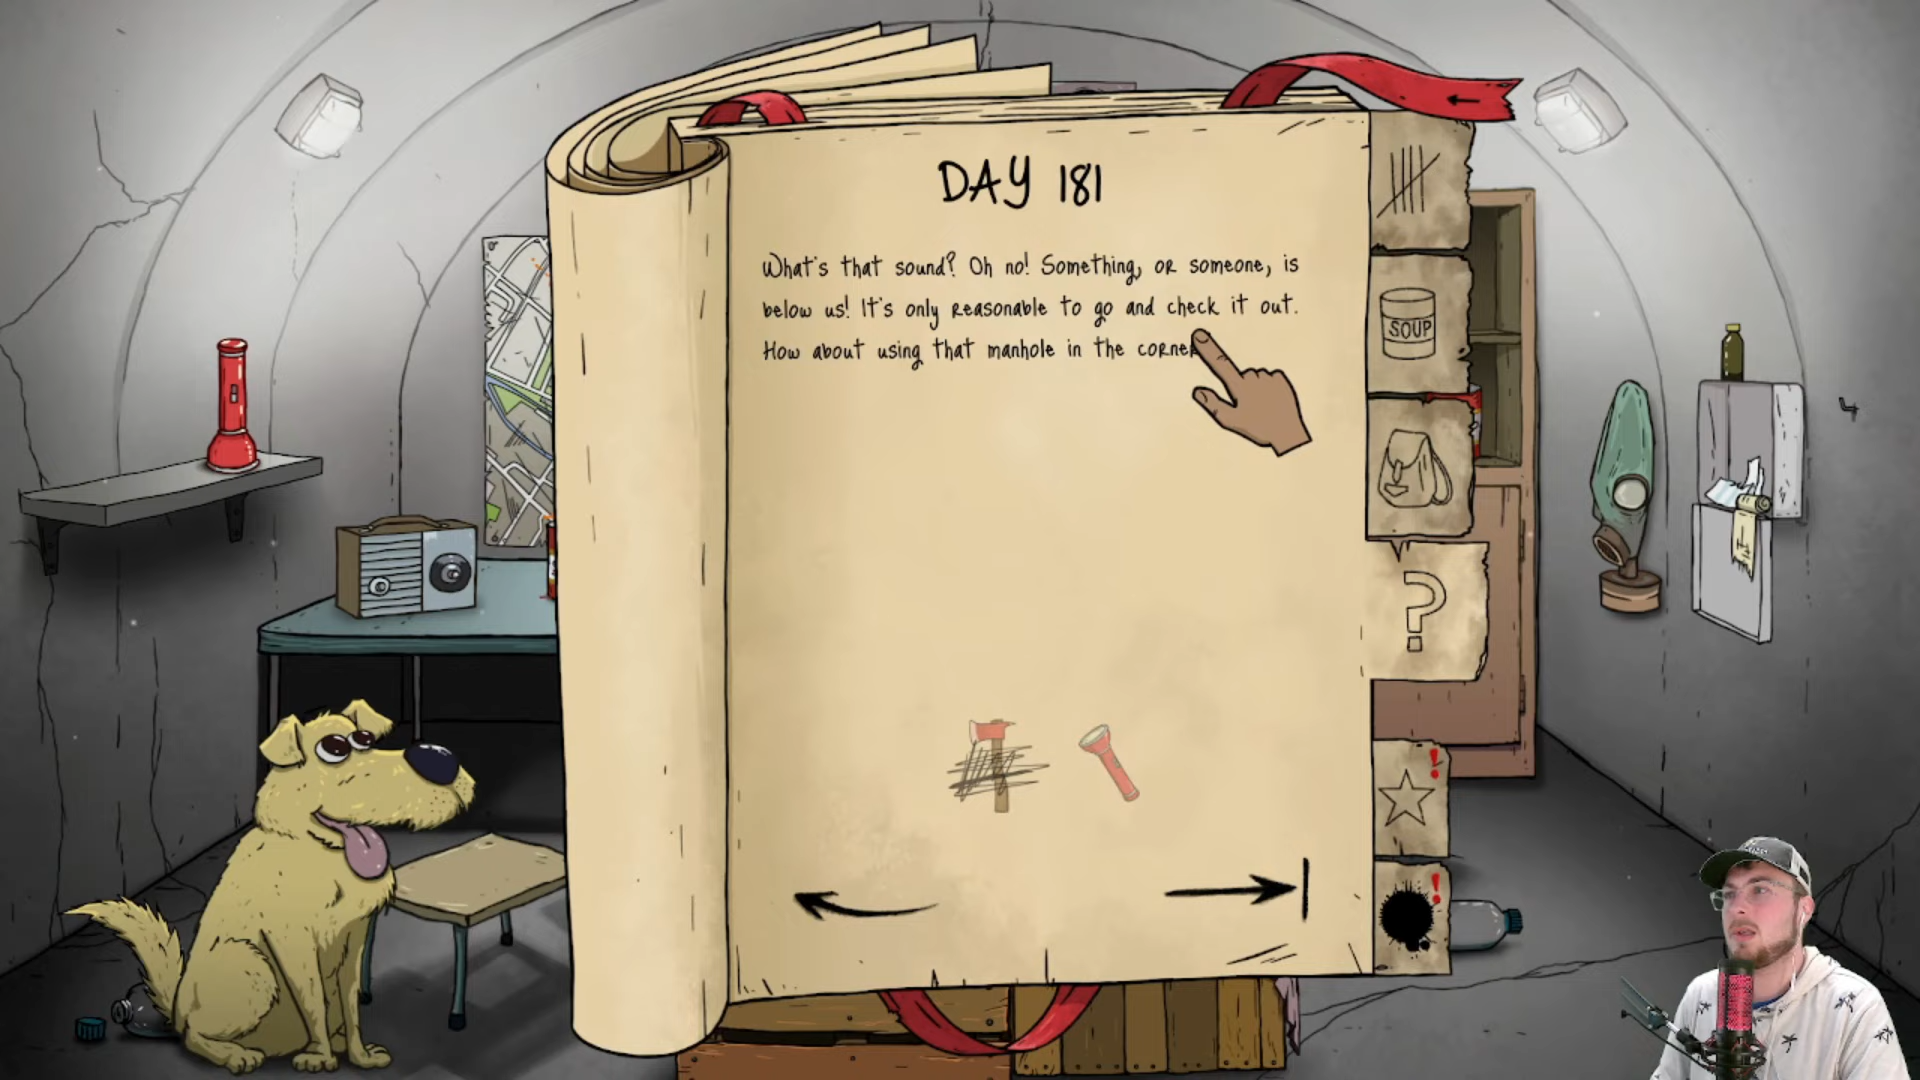 DAY 181
What's that sound? Oh no! Something, or someone, is
below us! It's only reasonable to go and check it out.
How about using that manhole in the corner
SOUP
!
?
!